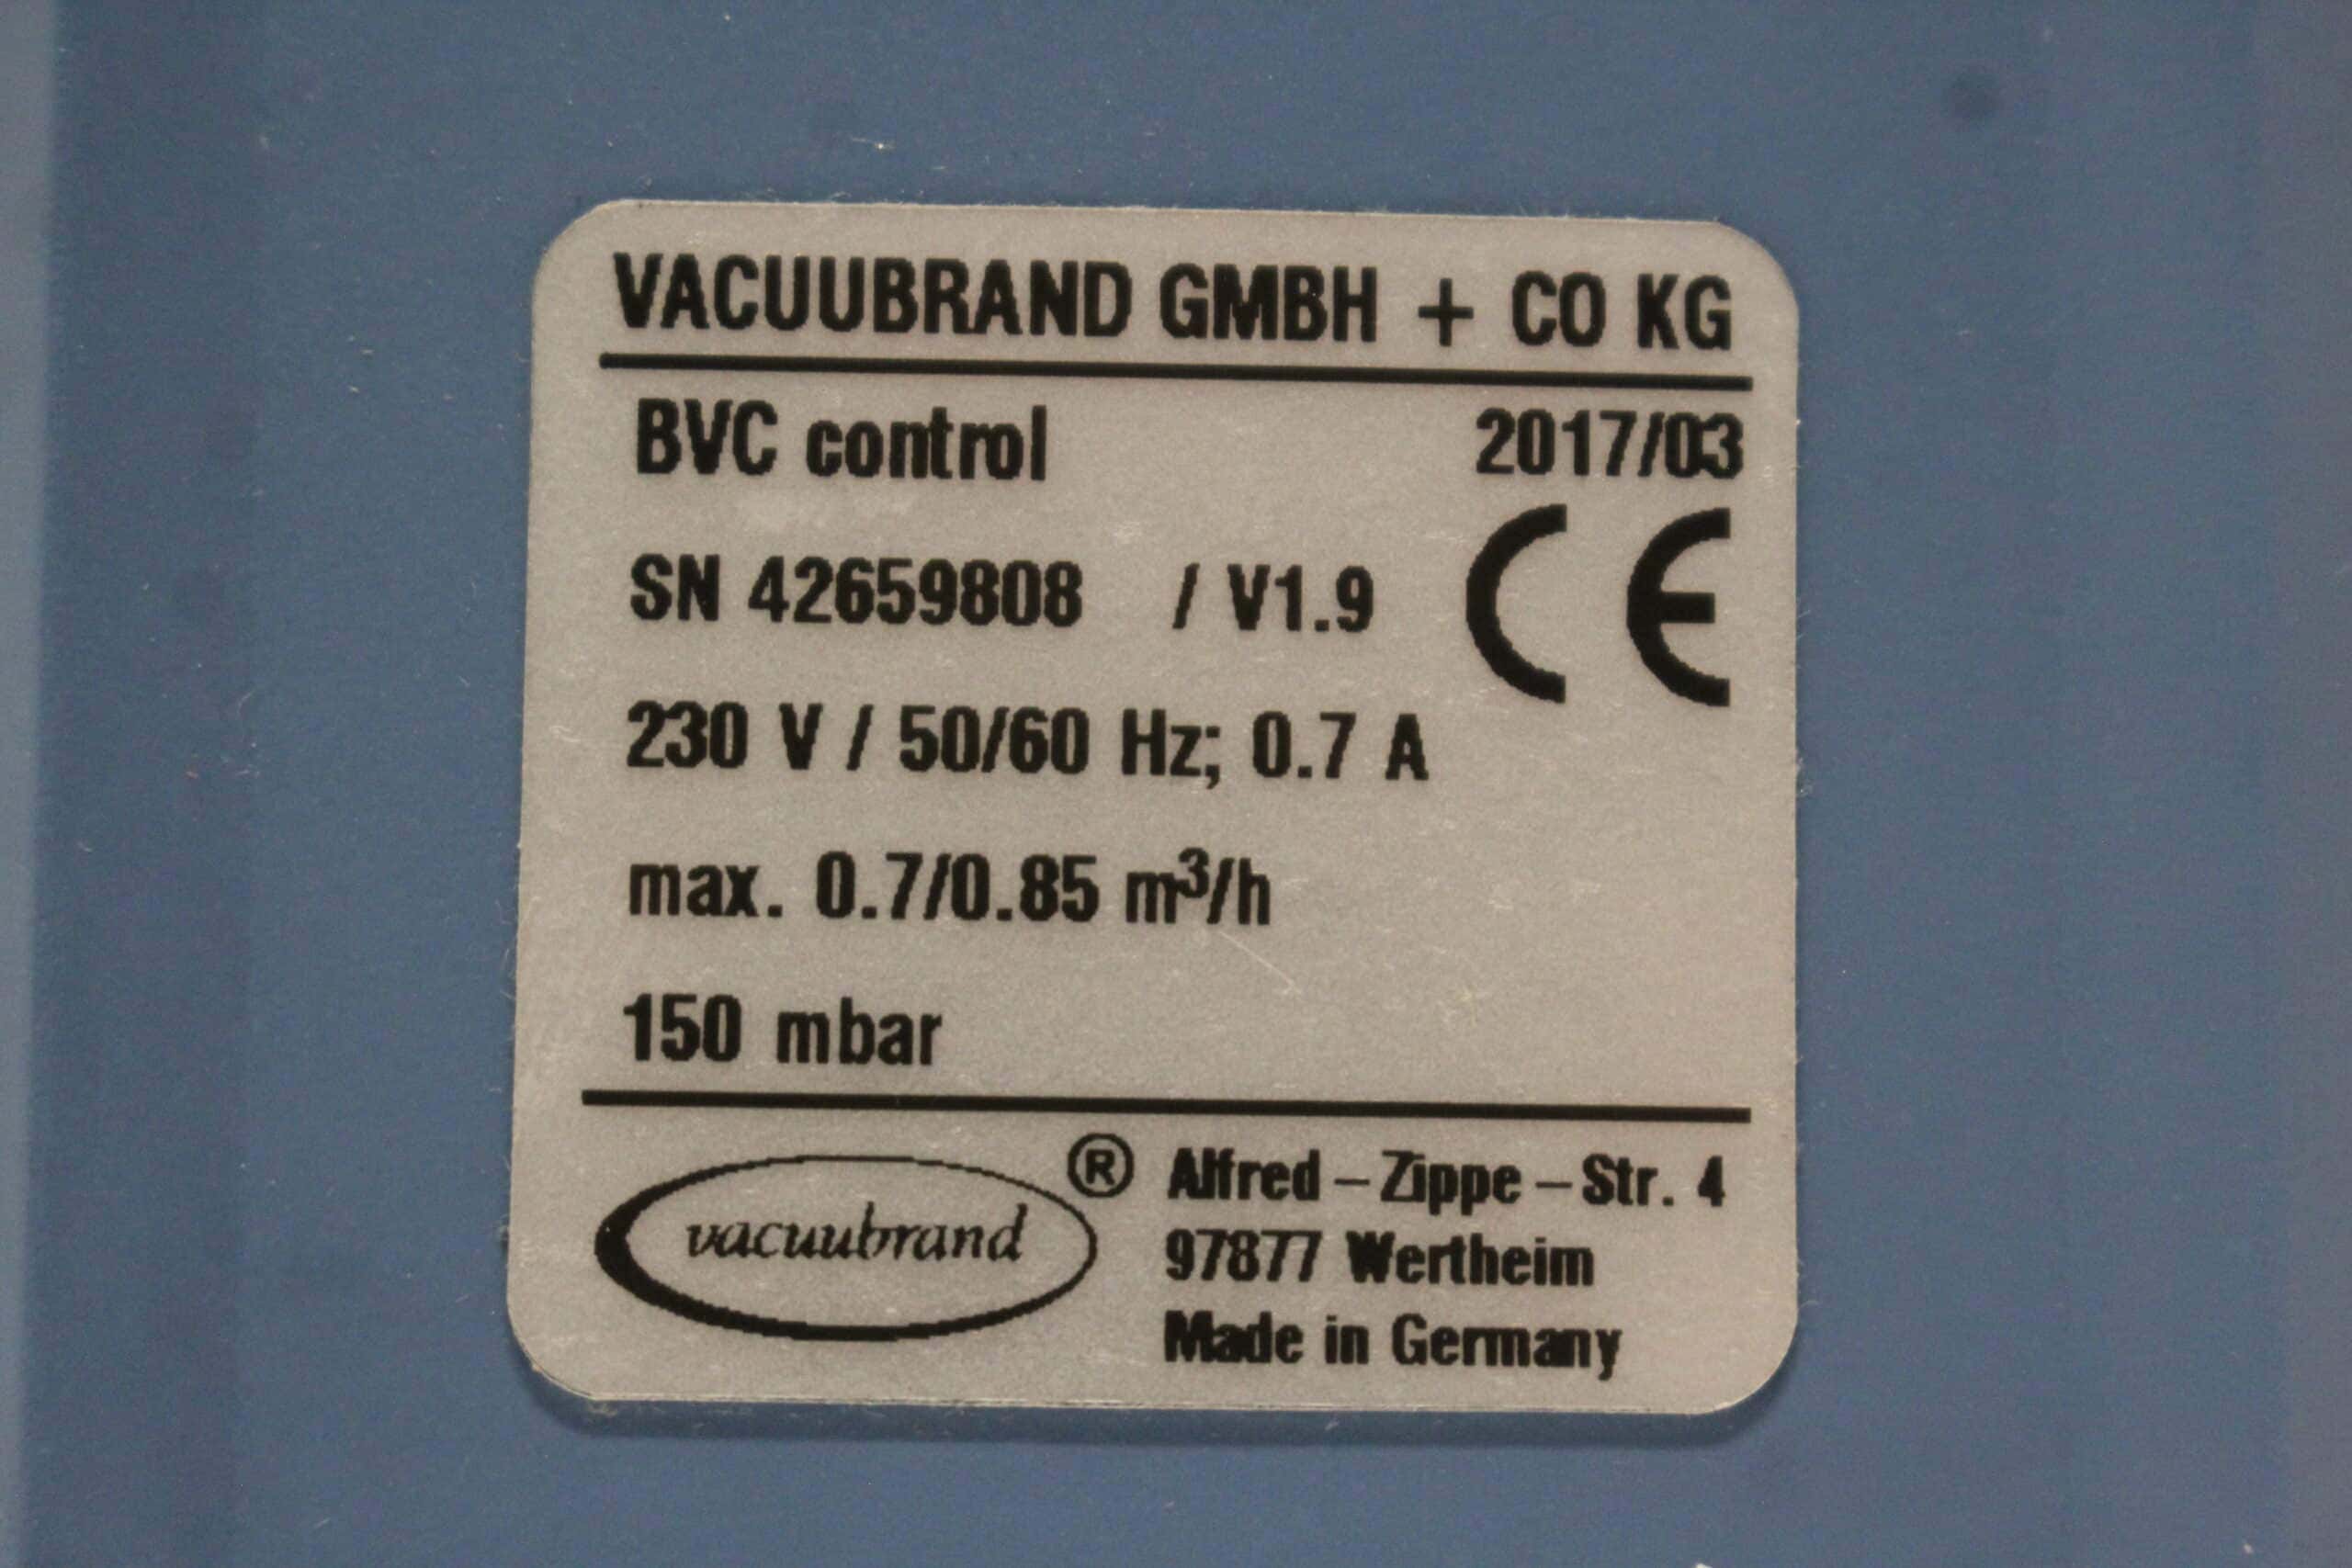 VACUUBRAND GMBH + CO KG
BVC control 2017/03
SN 42659808 / V1.9 CE
230 V / 50/60 Hz; 0.7 A
max. 0.7/0.85 m³/h
150 mbar
vacuubrand ®
Alfred-Zippe-Str. 4
97877 Wertheim
Made in Germany